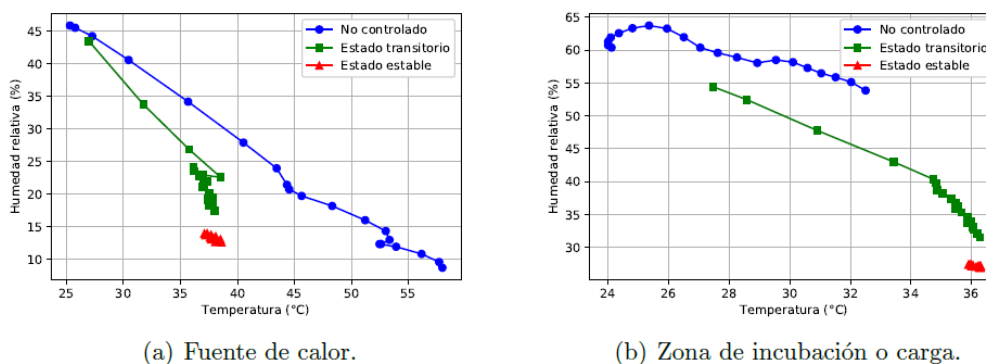 No controlado
Estado transitorio
Estado estable
Humedad relativa (%)
45
40
35
30
25
20
15
10
25
30
35
40
45
50
55
Temperatura (°C)
(a) Fuente de calor.
No controlado
Estado transitorio
Estado estable
Humedad relativa (%)
65
60
55
50
45
40
35
30
24
26
28
30
32
34
36
Temperatura (°C)
(b) Zona de incubación o carga.